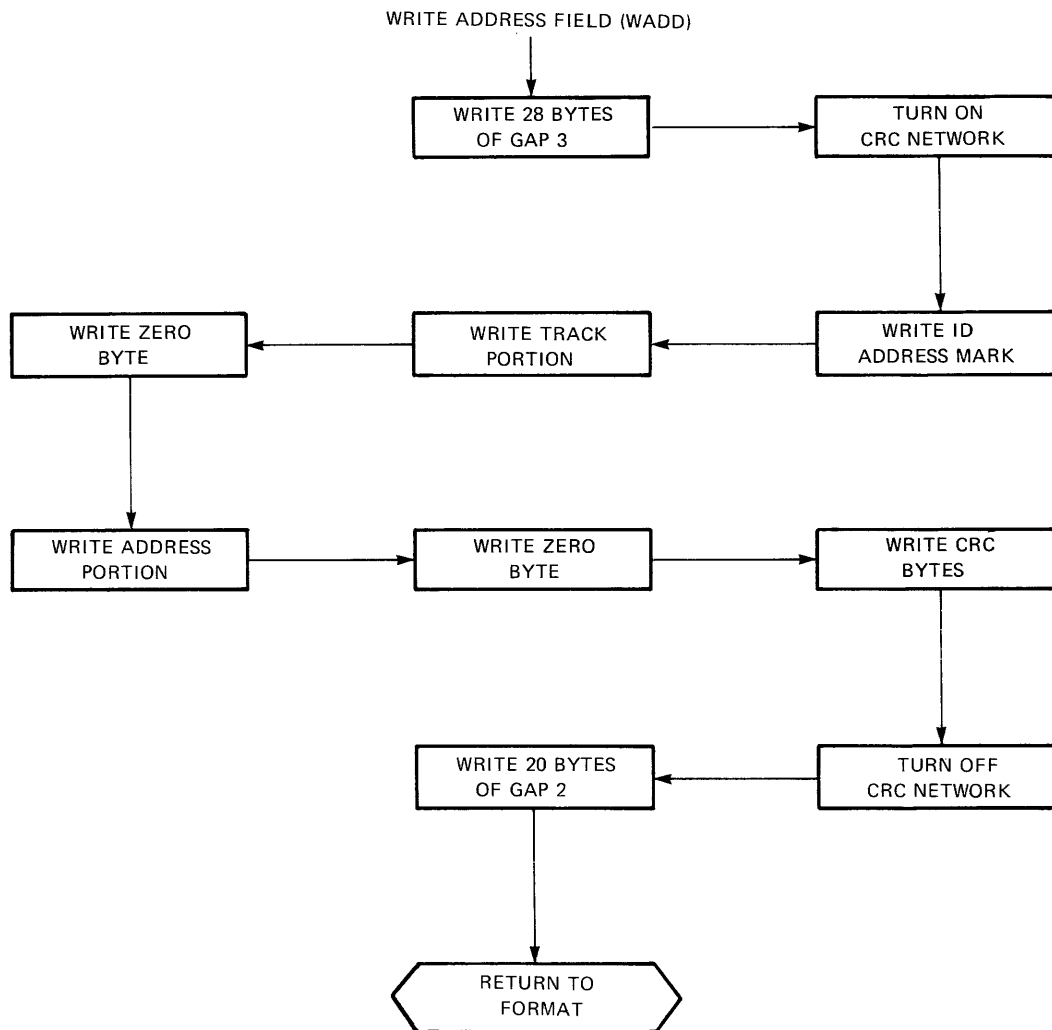 WRITE ADDRESS FIELD (WADD)
WRITE 28 BYTES
OF GAP 3
TURN ON
CRC NETWORK
WRITE ID
ADDRESS MARK
WRITE TRACK
PORTION
WRITE ZERO
BYTE
WRITE ADDRESS
PORTION
WRITE ZERO
BYTE
WRITE CRC
BYTES
TURN OFF
CRC NETWORK
WRITE 20 BYTES
OF GAP 2
RETURN TO
FORMAT